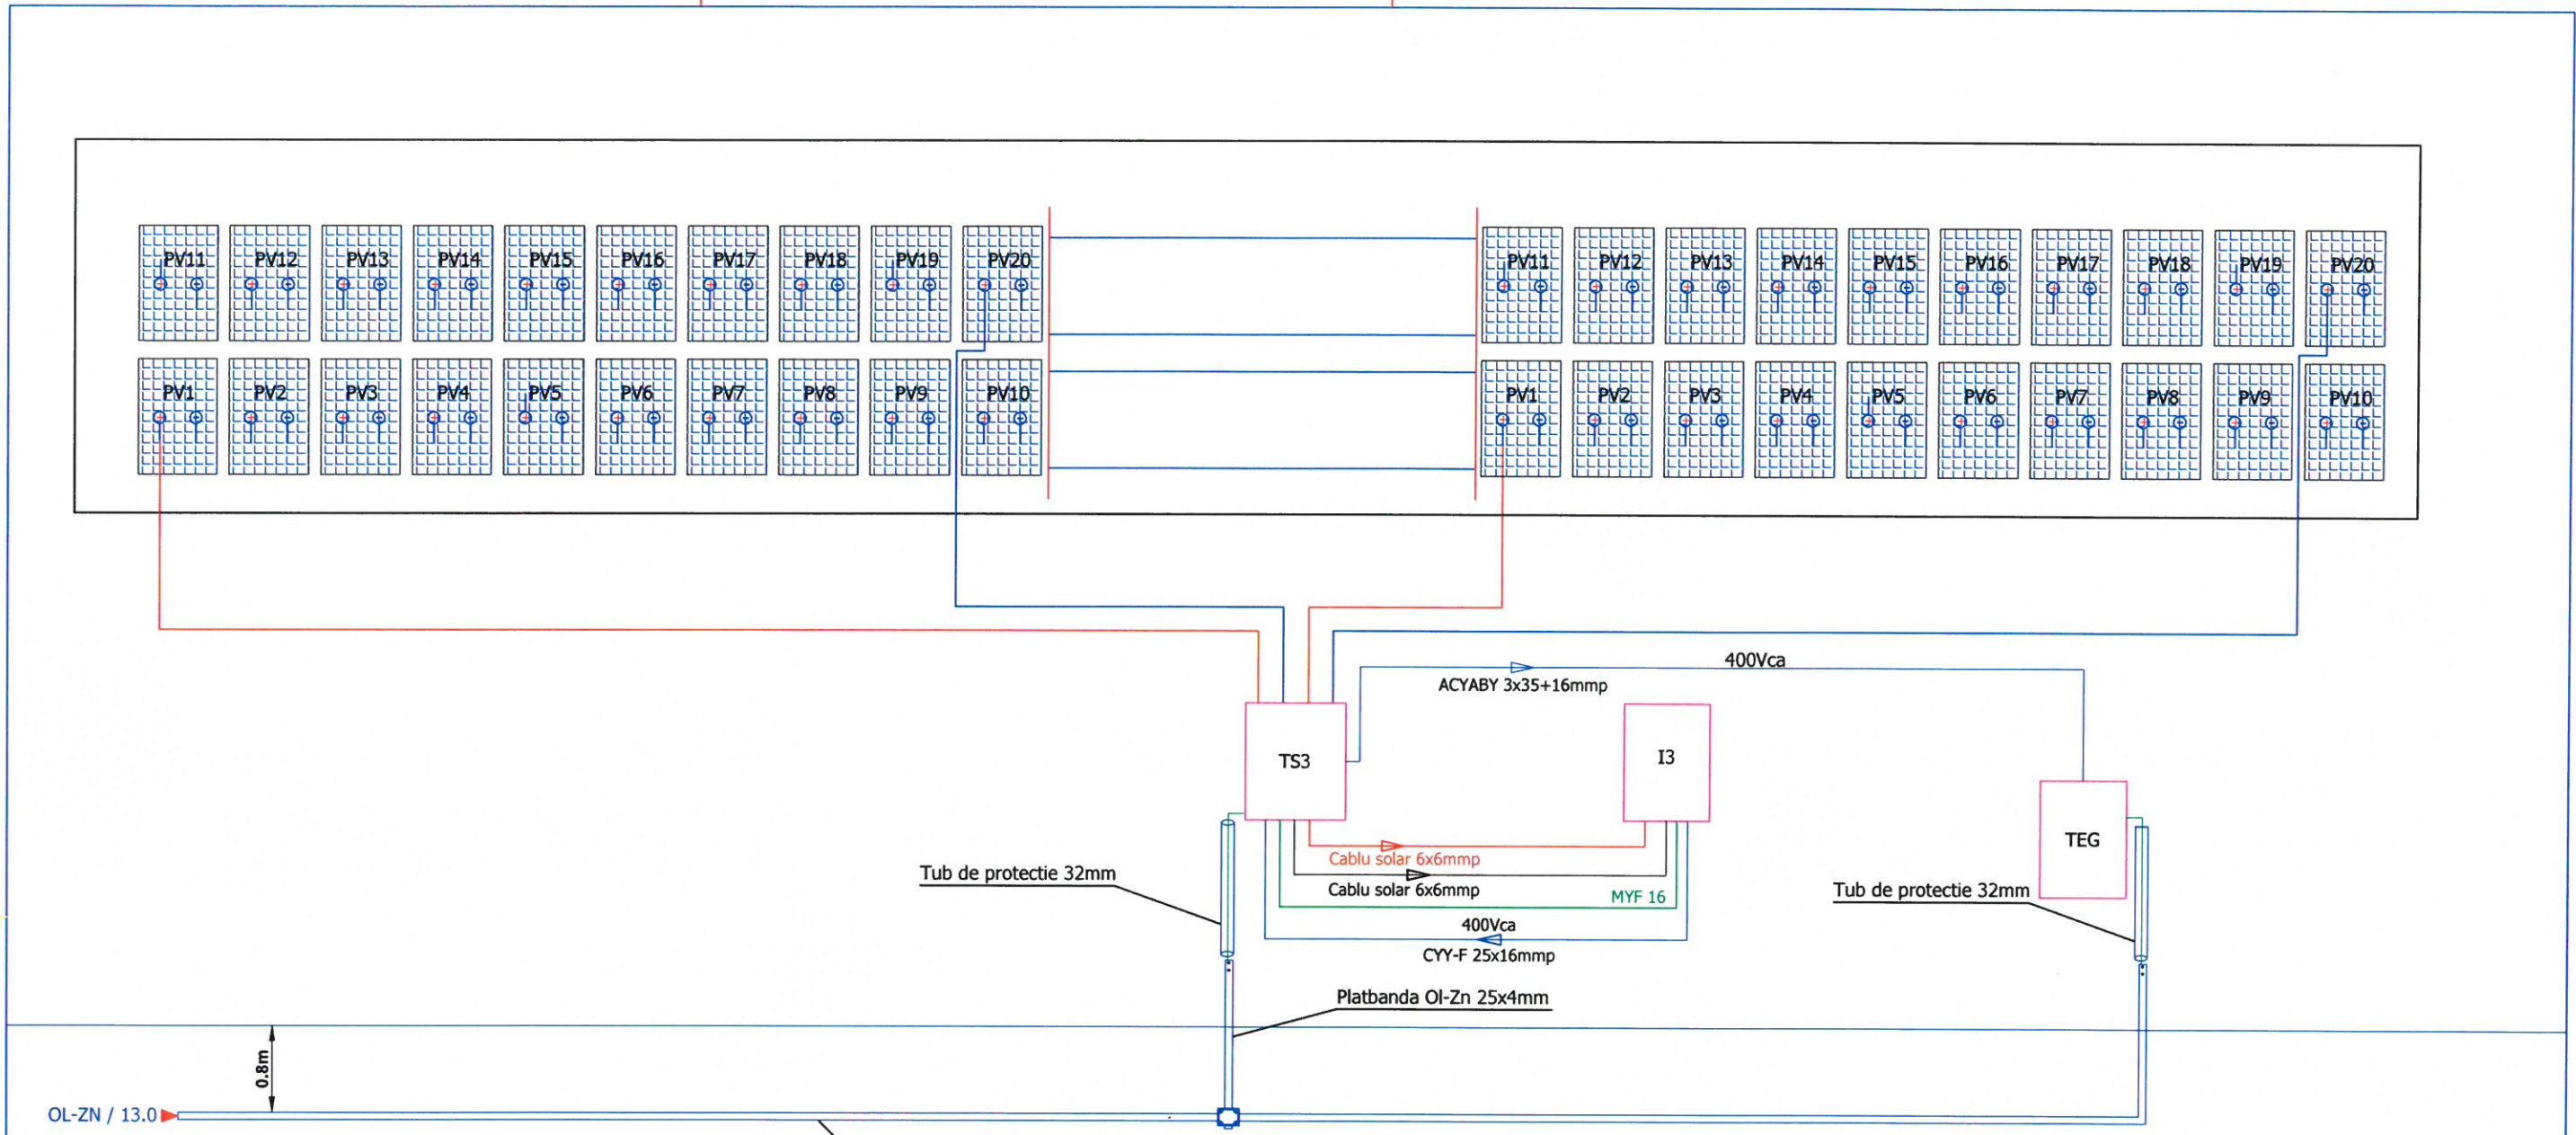 PV11 PV12 PV13 PV14 PV15 PV16 PV17 PV18 PV19 PV20 PV11 PV12 PV13 PV14 PV15 PV16 PV17 PV18 PV19 PV20
PV1 PV2 PV3 PV4 PV5 PV6 PV7 PV8 PV9 PV10 PV1 PV2 PV3 PV4 PV5 PV6 PV7 PV8 PV9 PV10
400Vca
ACYABY 3x35+16mmp
TS3
I3
TEG
Cablu solar 6x6mmp
Cablu solar 6x6mmp
MYF 16
400Vca
CYY-F 25x16mmp
Tub de protectie 32mm
Tub de protectie 32mm
Platbanda Ol-Zn 25x4mm
0.8m
OL-ZN / 13.0